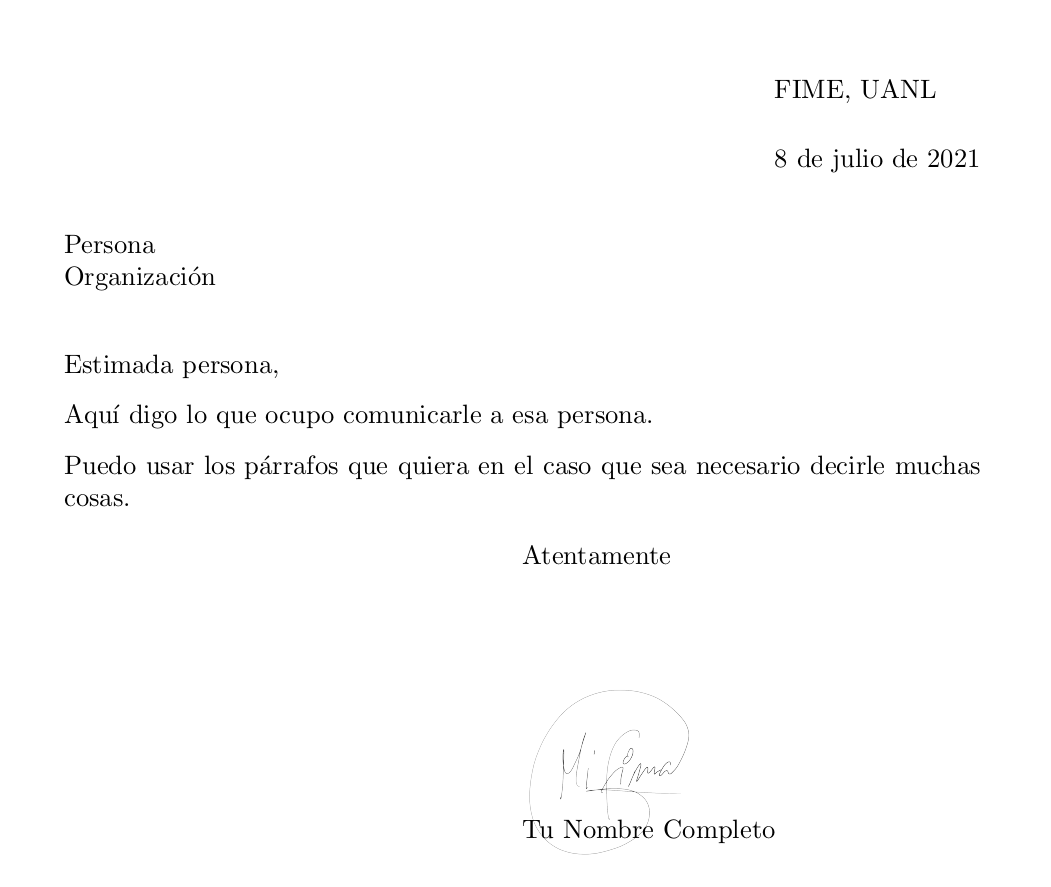 FIME, UANL
8 de julio de 2021
Persona
Organización
Estimada persona,
Aquí digo lo que ocupo comunicarle a esa persona.
Puedo usar los párrafos que quiera en el caso que sea necesario decirle muchas
cosas.
Atentamente
Mi firma
Tu Nombre Completo